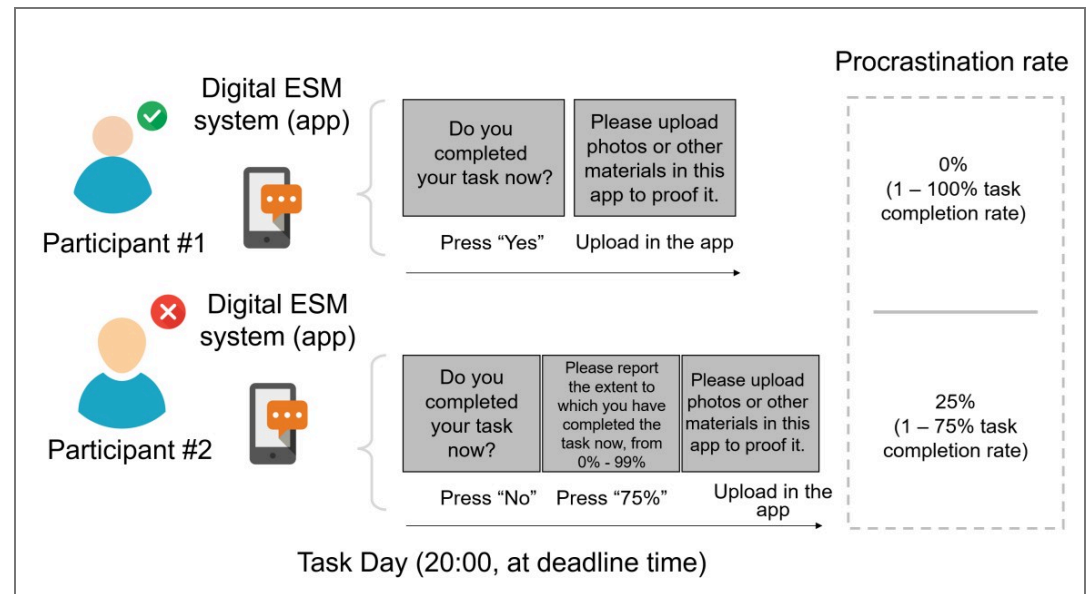 Procrastination rate
Digital ESM
system (app)
Participant #1
Do you
completed
your task now?
Please upload
photos or other
materials in this
app to proof it.
Press “Yes”
Upload in the app
0%
(1 – 100% task
completion rate)
Digital ESM
system (app)
Participant #2
Do you
completed
your task
now?
Please report
the extent to
which you have
completed the
task now, from
0% - 99%
Please upload
photos or other
materials in this
app to proof it.
Press “No”
Press “75%”
Upload in the
app
25%
(1 – 75% task
completion rate)
Task Day (20:00, at deadline time)